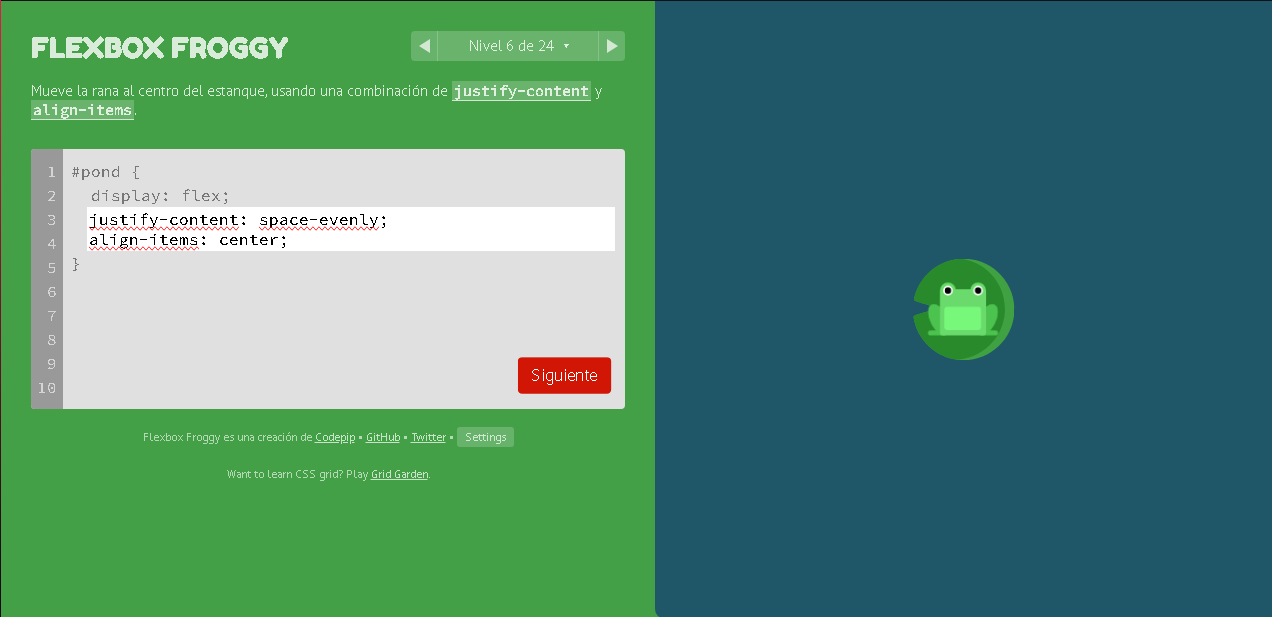 FLEXBOX FROGGY
◀ Nivel 6 de 24 ▾ ▶
Mueve la rana al centro del estanque, usando una combinación de justify-content y
align-items.
1 #pond {
2 display: flex;
3 justify-content: space-evenly;
4 align-items: center;
5 }
6
7
8
9
10
Siguiente
Flexbox Froggy es una creación de Codepip • GitHub • Twitter • Settings
Want to learn CSS grid? Play Grid Garden.